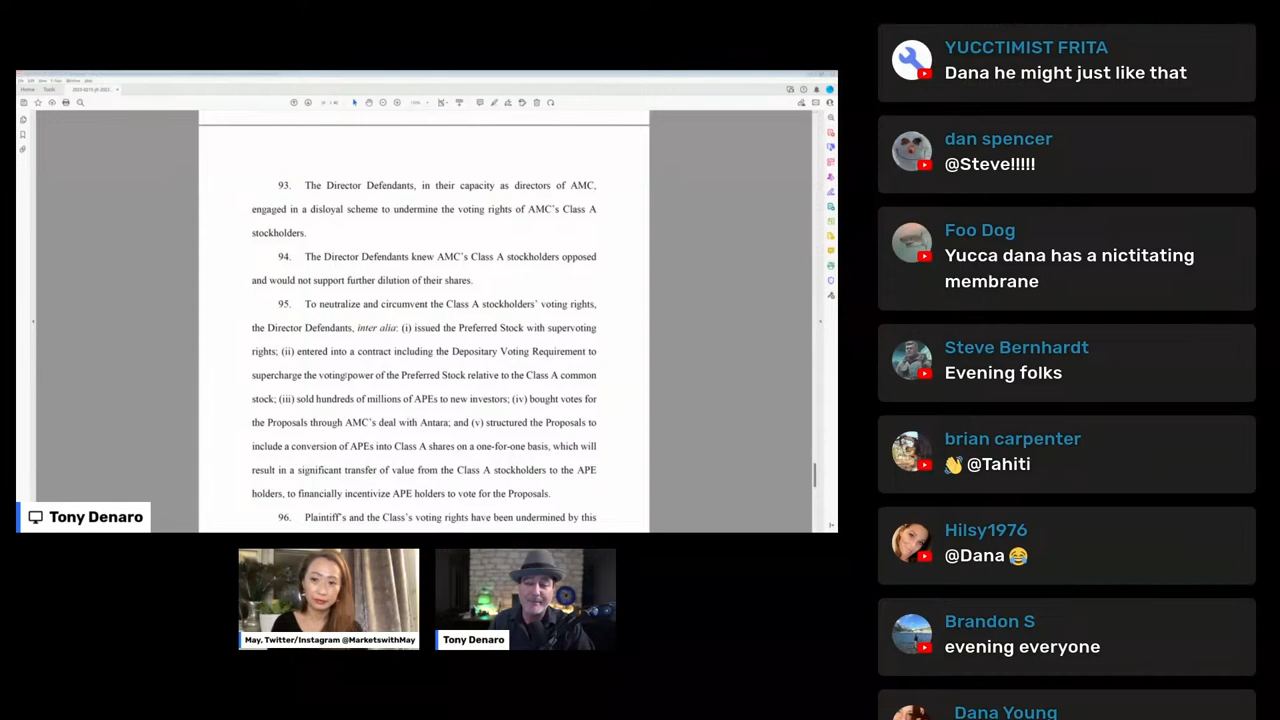 Home Tools
93. The Director Defendants, in their capacity as directors of AMC,
engaged in a disloyal scheme to undermine the voting rights of AMC's Class A
stockholders.
94. The Director Defendants knew AMC's Class A stockholders opposed
and would not support further dilution of their shares.
95. To neutralize and circumvent the Class A stockholders' voting rights,
the Director Defendants, inter alia: (i) issued the Preferred Stock with supervoting
rights; (ii) entered into a contract including the Depositary Voting Requirement to
supercharge the voting power of the Preferred Stock relative to the Class A common
stock; (iii) sold hundreds of millions of APEs to new investors; (iv) bought votes for
the Proposals through AMC's deal with Antara; and (v) structured the Proposals to
include a conversion of APEs into Class A shares on a one-for-one basis, which will
result in a significant transfer of value from the Class A stockholders to the APE
holders, to financially incentivize APE holders to vote for the Proposals.
96. Plaintiff's and the Class's voting rights have been undermined by this
Tony Denaro
May, Twitter/Instagram @MarketswithMay
Tony Denaro
YUCCTIMIST FRITA
Dana he might just like that
dan spencer
@Steve!!!!!
Foo Dog
Yucca dana has a nictitating
membrane
Steve Bernhardt
Evening folks
brian carpenter
👋 @Tahiti
Hilsy1976
@Dana 😂
Brandon S
evening everyone
Dana Young